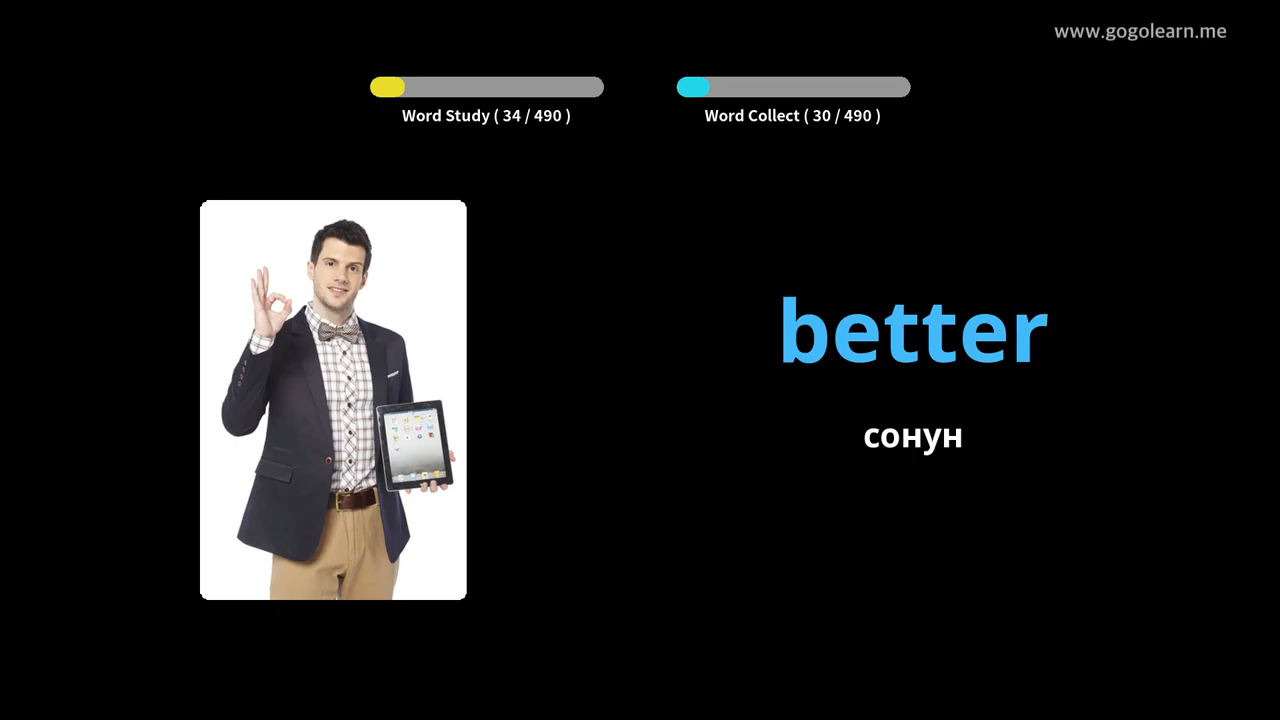 www.gogolearn.me
Word Study ( 34 / 490 )
Word Collect ( 30 / 490 )
better
сонун